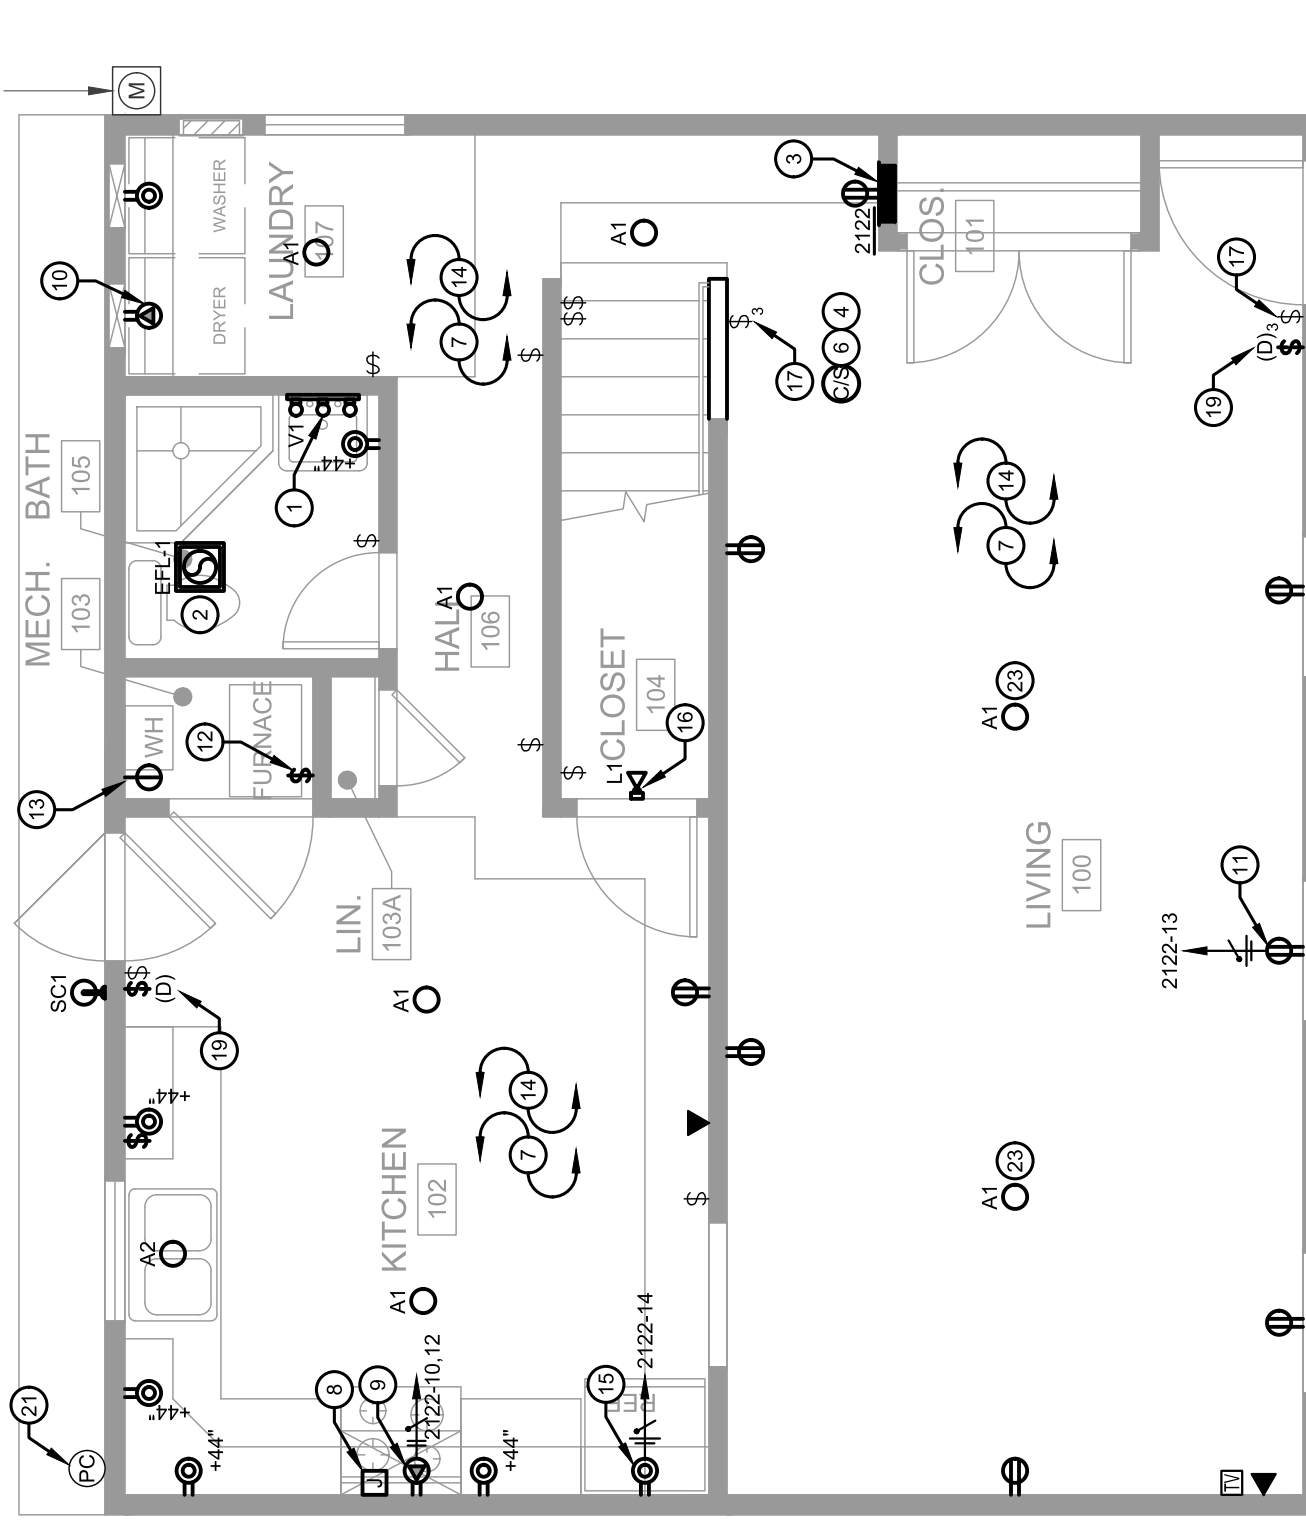 M
10
WASHER
DRYER
LAUNDRY
107
A1
14
7
A1
3
2122
CLOS.
101
17
(D)
3
$
$
19
$
$$
$
$
3
17
4
6
C/S
BATH
105
MECH.
103
V1
+44"
1
EFL-1
2
$
14
7
HALL
106
A1
CLOSET
104
16
L1
$
$
WH
FURNACE
12
$
13
A1
23
LIVING
100
11
2122-13
LIN.
103A
SC1
$
$
(D)
19
A1
14
7
+44"
$
KITCHEN
102
$
A2
A1
A1
23
2122-10,12
2122-14
15
REF
8
9
J
+44"
+44"
+44"
21
PC
TV